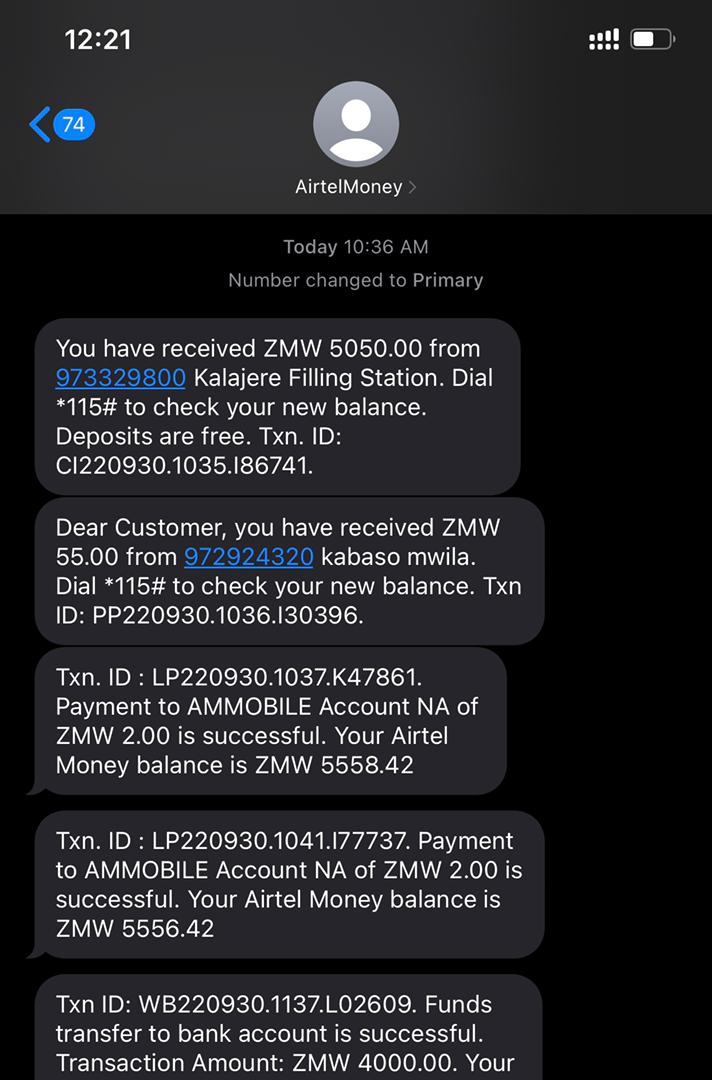 12:21
74
AirtelMoney
Today 10:36 AM
Number changed to Primary
You have received ZMW 5050.00 from
973329800 Kalajere Filling Station. Dial
*115# to check your new balance.
Deposits are free. Txn. ID:
CI220930.1035.I86741.
Dear Customer, you have received ZMW
55.00 from 972924320 kabaso mwila.
Dial *115# to check your new balance. Txn
ID: PP220930.1036.I30396.
Txn. ID : LP220930.1037.K47861.
Payment to AMMOBILE Account NA of
ZMW 2.00 is successful. Your Airtel
Money balance is ZMW 5558.42
Txn. ID : LP220930.1041.I77737. Payment
to AMMOBILE Account NA of ZMW 2.00 is
successful. Your Airtel Money balance is
ZMW 5556.42
Txn ID: WB220930.1137.L02609. Funds
transfer to bank account is successful.
Transaction Amount: ZMW 4000.00. Your